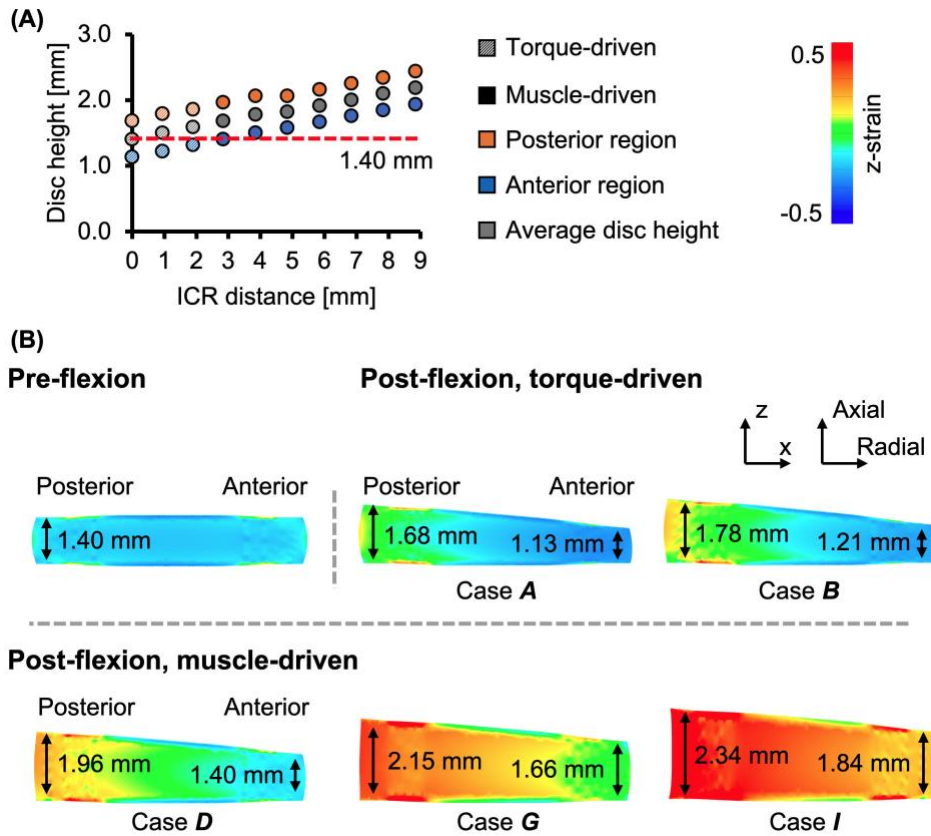 (A)
Disc height [mm]
3.0
2.0
1.0
0.0
1.40 mm
0 1 2 3 4 5 6 7 8 9
ICR distance [mm]
Torque-driven
Muscle-driven
Posterior region
Anterior region
Average disc height
0.5
z-strain
-0.5
(B)
Pre-flexion
Posterior Anterior
1.40 mm
Post-flexion, torque-driven
z
x
Axial
Radial
Posterior Anterior
1.68 mm 1.13 mm
Case A
1.78 mm 1.21 mm
Case B
Post-flexion, muscle-driven
Posterior Anterior
1.96 mm 1.40 mm
Case D
2.15 mm 1.66 mm
Case G
2.34 mm 1.84 mm
Case I